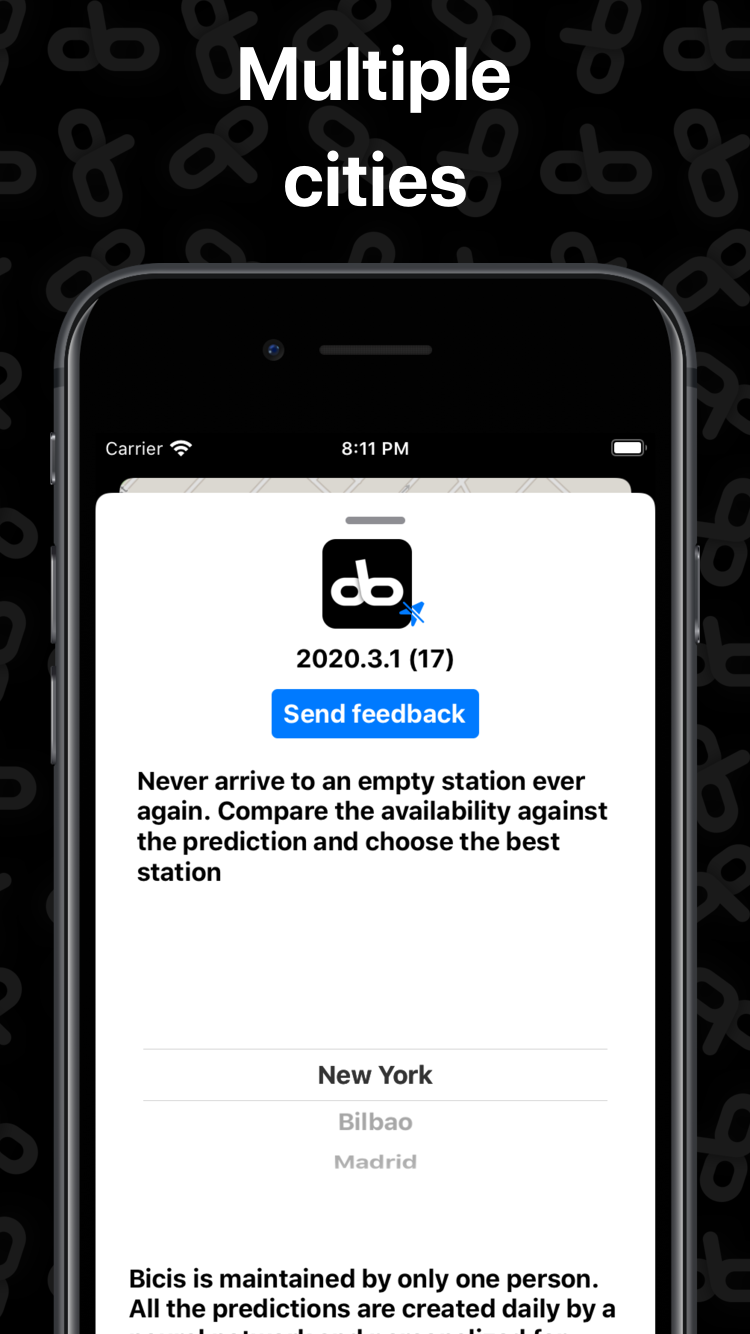 Multiple
cities
Carrier
8:11 PM
db
2020.3.1 (17)
Send feedback
Never arrive to an empty station ever
again. Compare the availability against
the prediction and choose the best
station
New York
Bilbao
Madrid
Bicis is maintained by only one person.
All the predictions are created daily by a